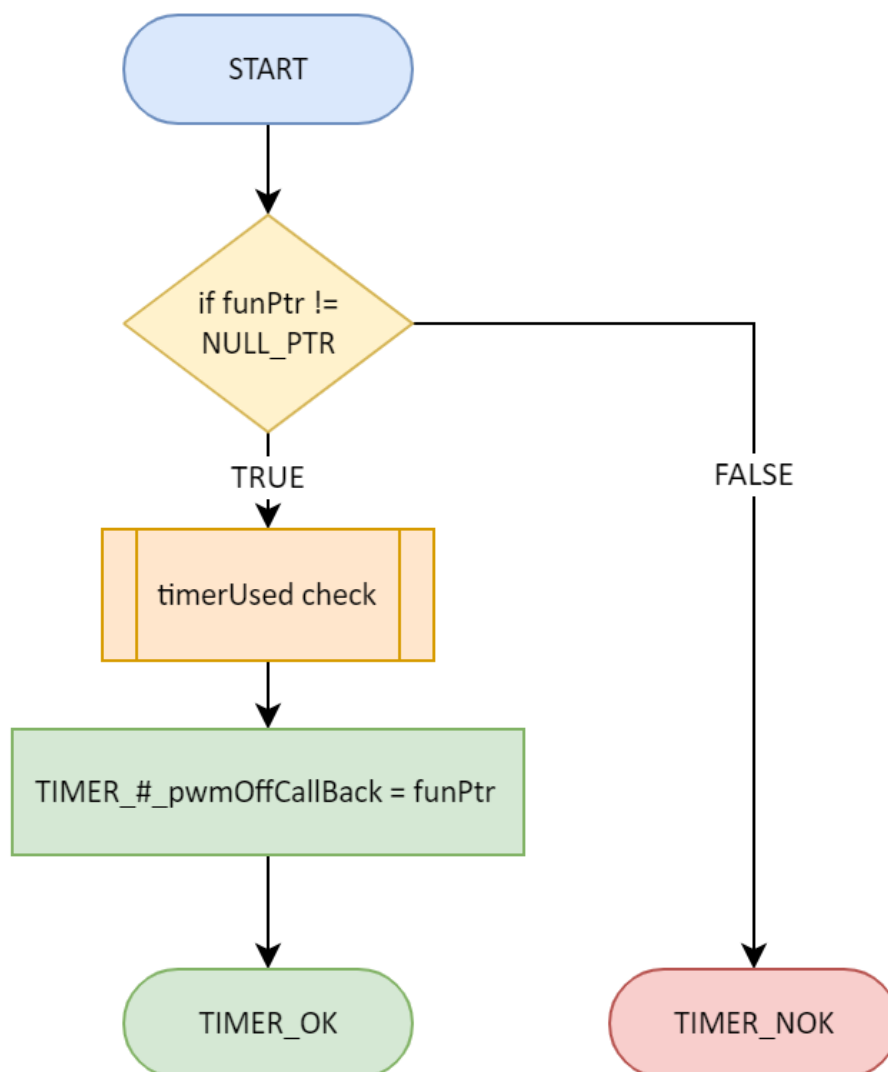 START
if funPtr !=
NULL_PTR
TRUE
FALSE
timerUsed check
TIMER_#_pwmOffCallBack = funPtr
TIMER_OK
TIMER_NOK